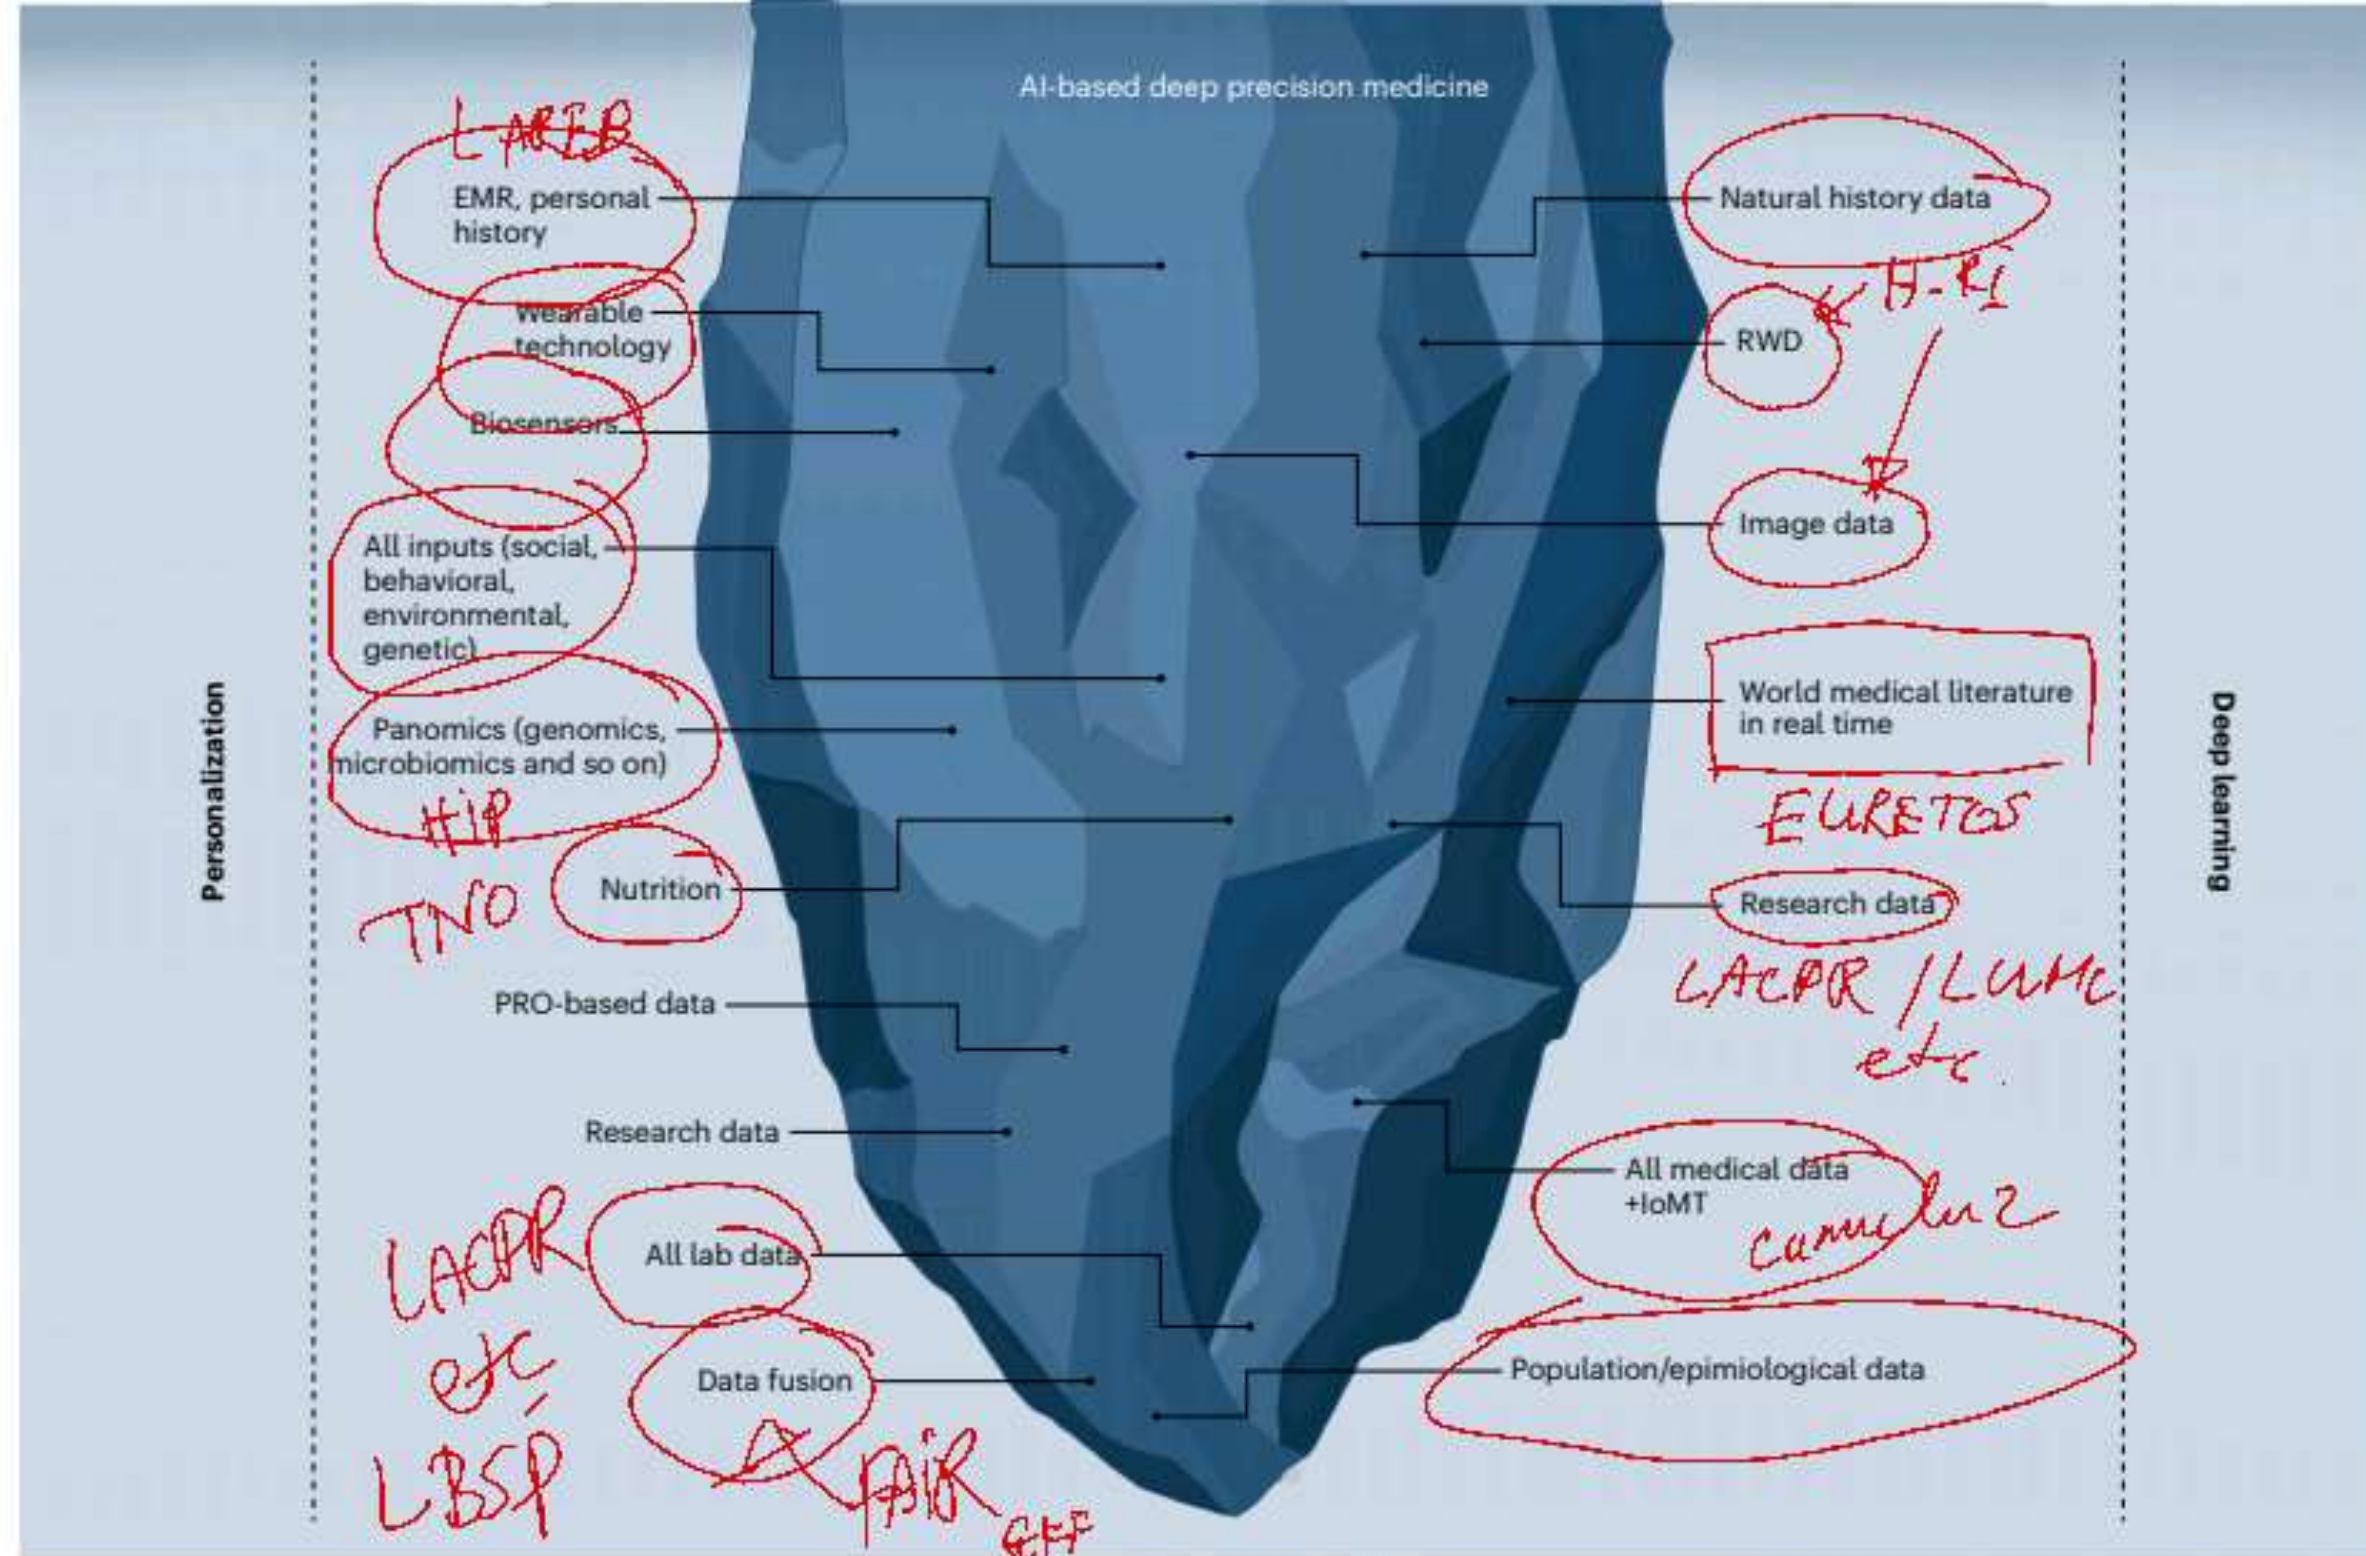 AI-based deep precision medicine
LAREB
EMR, personal
history
Wearable
technology
Biosensors
All inputs (social,
behavioral,
environmental,
genetic)
Panomics (genomics,
microbiomics and so on)
HiP
TNO
Nutrition
PRO-based data
Research data
LACDR
etc
All lab data
LBSP
Data fusion
FAIR
Personalization
Natural history data
H-RI
RWD
Image data
World medical literature
in real time
EURETOS
Research data
LACDR / LUMC
etc.
All medical data
+IoMT
Population/epimiological data
Deep learning